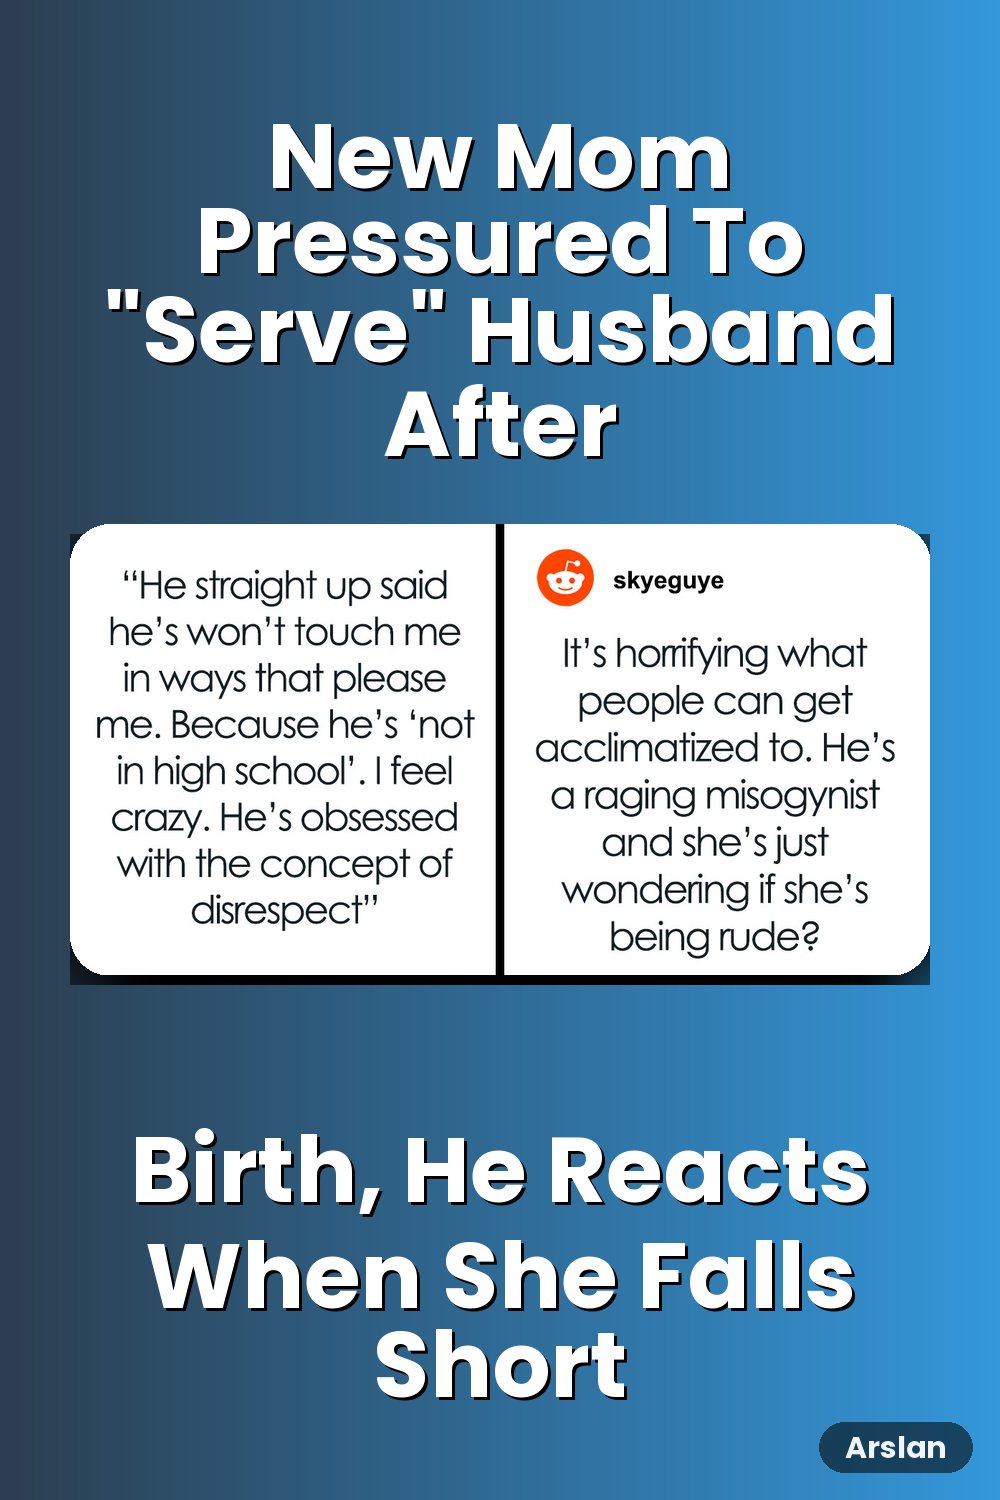 New Mom
Pressured To
"Serve" Husband
After
“He straight up said
he’s won’t touch me
in ways that please
me. Because he’s ‘not
in high school’. I feel
crazy. He’s obsessed
with the concept of
disrespect”
skyeguye
It’s horrifying what
people can get
acclimatized to. He’s
a raging misogynist
and she’s just
wondering if she’s
being rude?
Birth, He Reacts
When She Falls
Short
Arslan